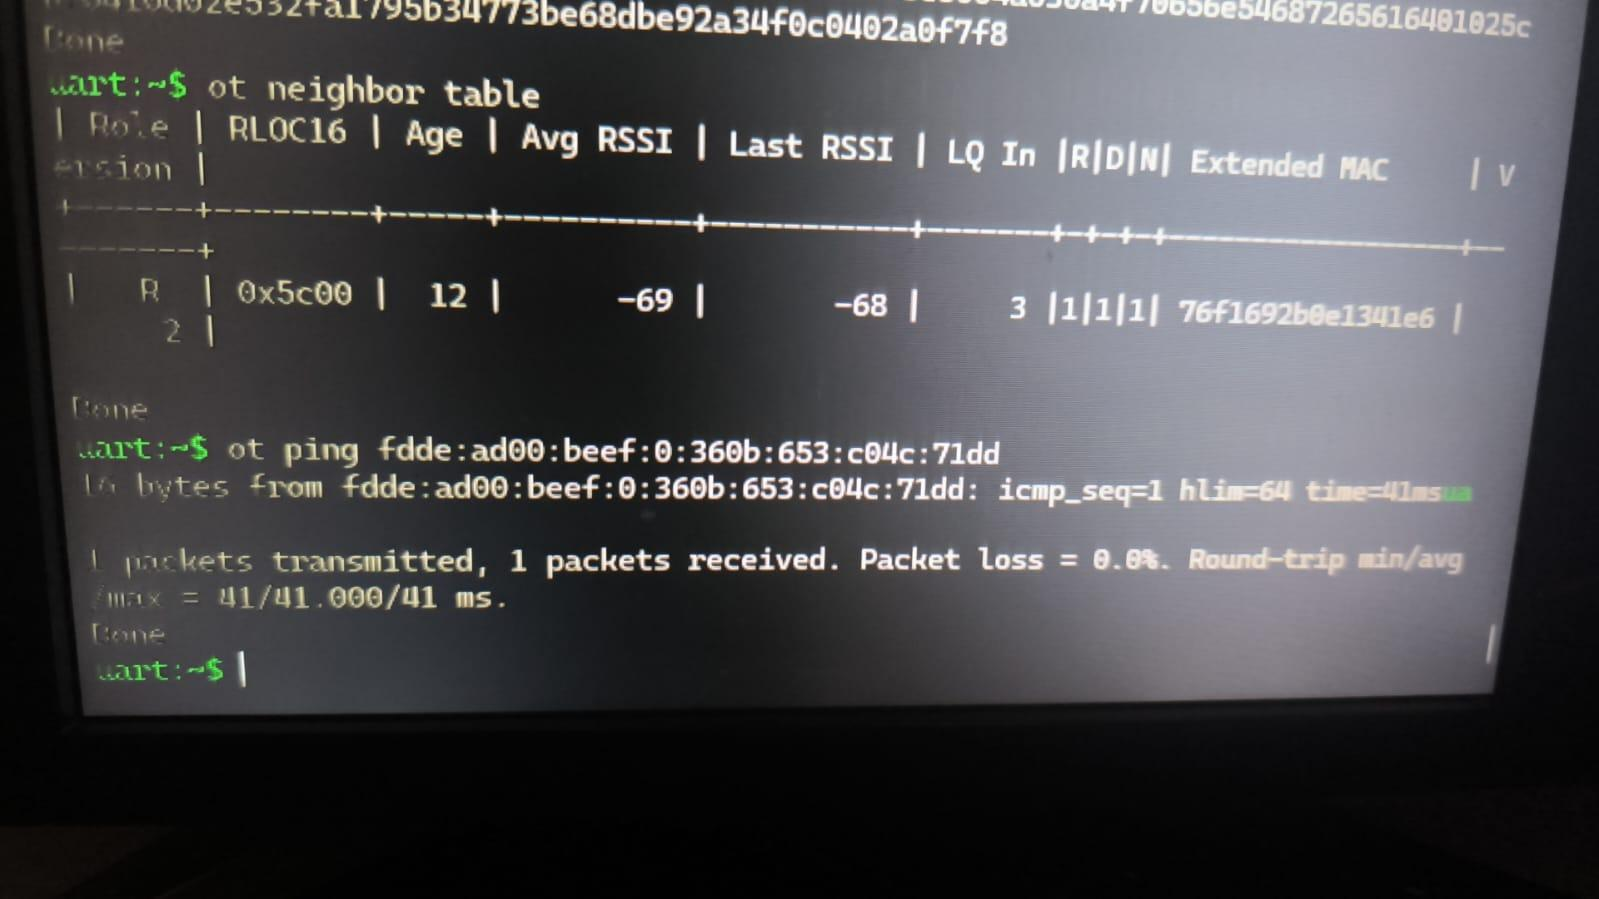 02e532fa1795b34773be68dbe92a34f0c0402a0f7f8
6e54687265616401025c
Done
uart:~$ ot neighbor table
| Role | RLOC16 | Age | Avg RSSI | Last RSSI | LQ In |R|D|N| Extended MAC | V
ersion |
+------+--------+-----+----------+-----------+-------+-+-+-+------------------+--
-------+
| R | 0x5c00 | 12 | -69 | -68 | 3 |1|1|1| 76f1692b0e1341e6 |
2 |
Done
uart:~$ ot ping fdde:ad00:beef:0:360b:653:c04c:71dd
16 bytes from fdde:ad00:beef:0:360b:653:c04c:71dd: icmp_seq=1 hlim=64 time=41msua
1 packets transmitted, 1 packets received. Packet loss = 0.0%. Round-trip min/avg
/max = 41/41.000/41 ms.
Done
uart:~$